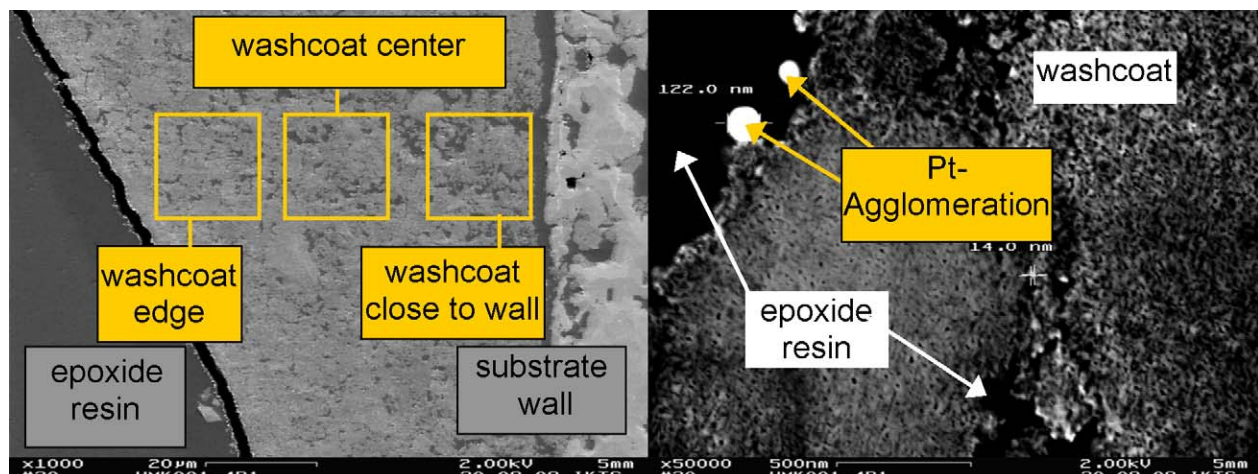 washcoat center
washcoat
edge
washcoat
close to wall
epoxide
resin
substrate
wall
x1000 20µm 2.00kV 5mm
washcoat
122.0 nm
Pt-
Agglomeration
14.0 nm
epoxide
resin
x50000 500nm 2.00kV 5mm